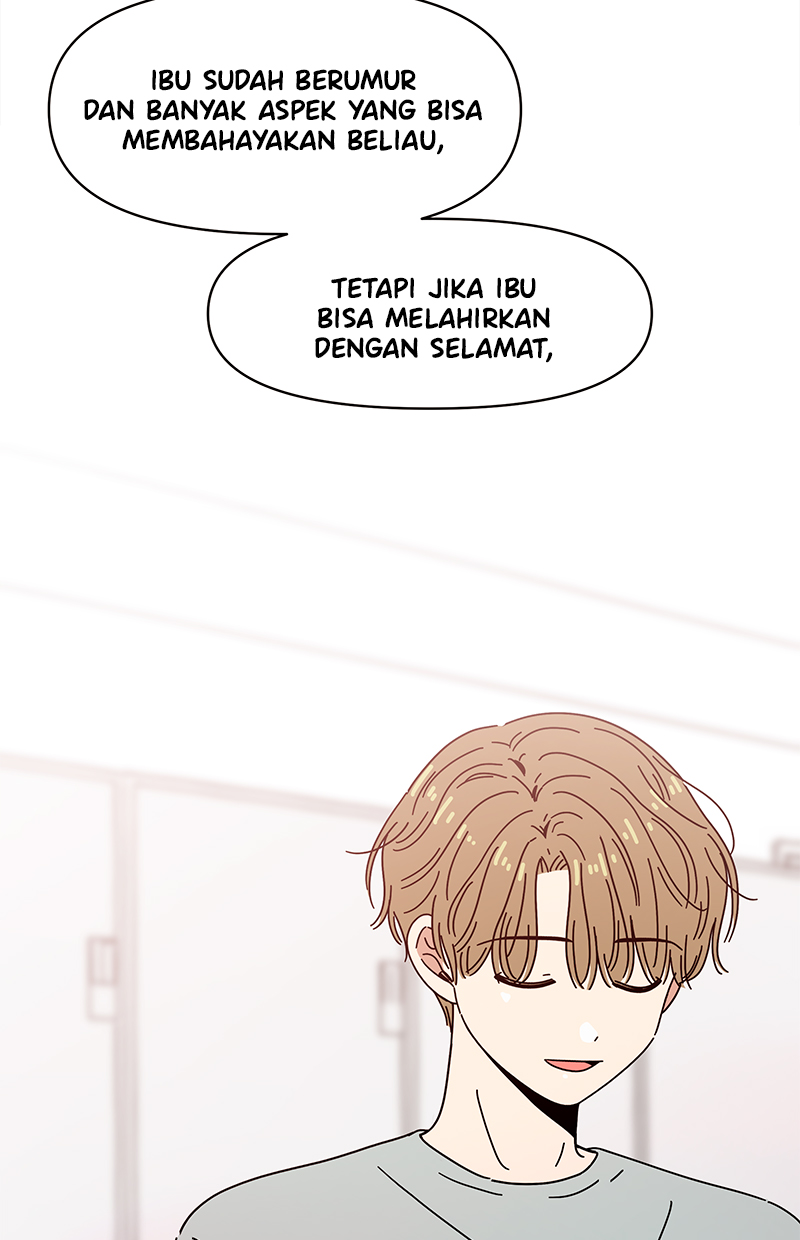 IBU SUDAH BERUMUR
DAN BANYAK ASPEK YANG BISA
MEMBAHAYAKAN BELIAU,
TETAPI JIKA IBU
BISA MELAHIRKAN
DENGAN SELAMAT,